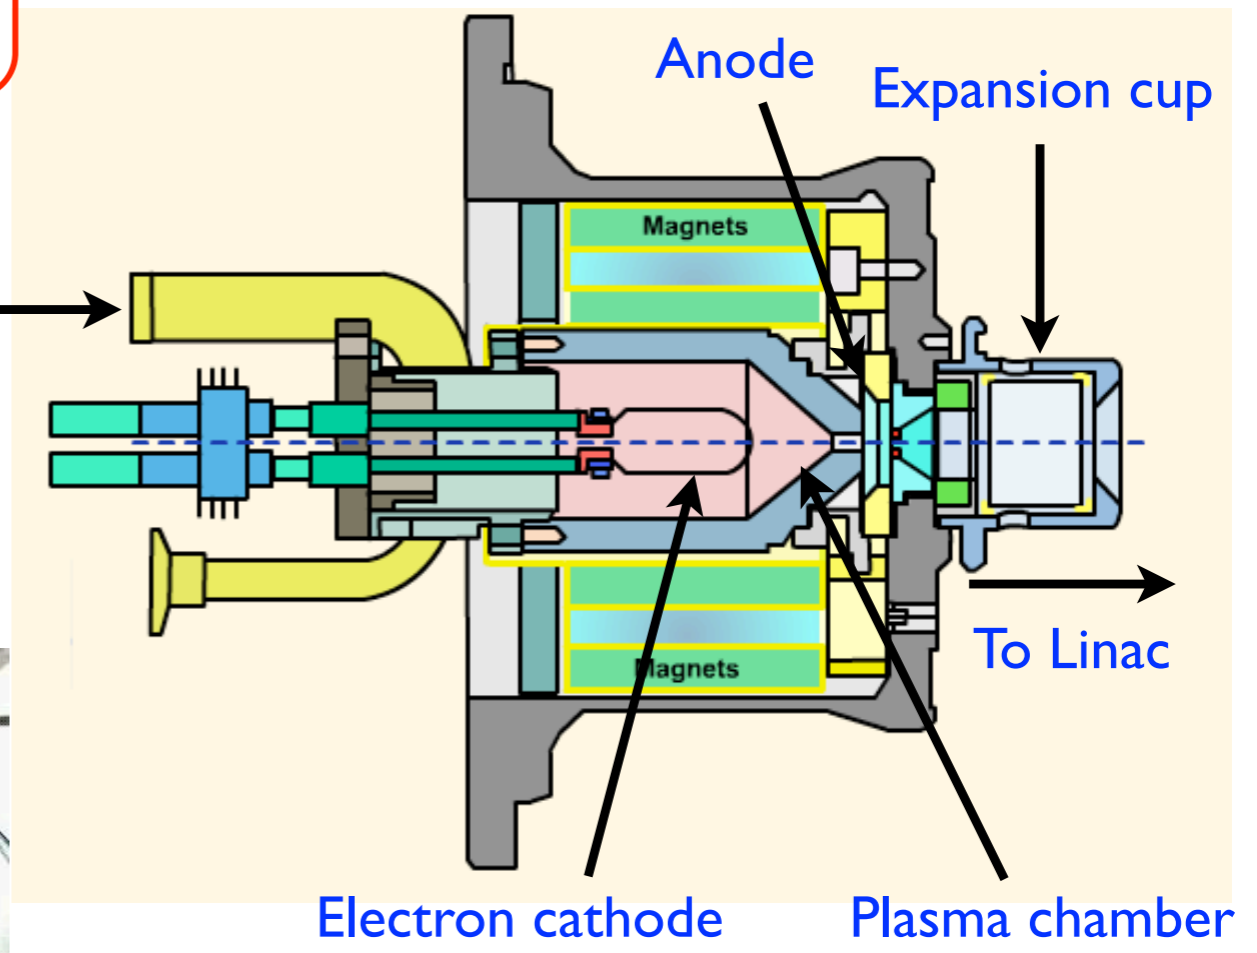 Anode
Expansion cup
Magnets
To Linac
Magnets
Electron cathode
Plasma chamber